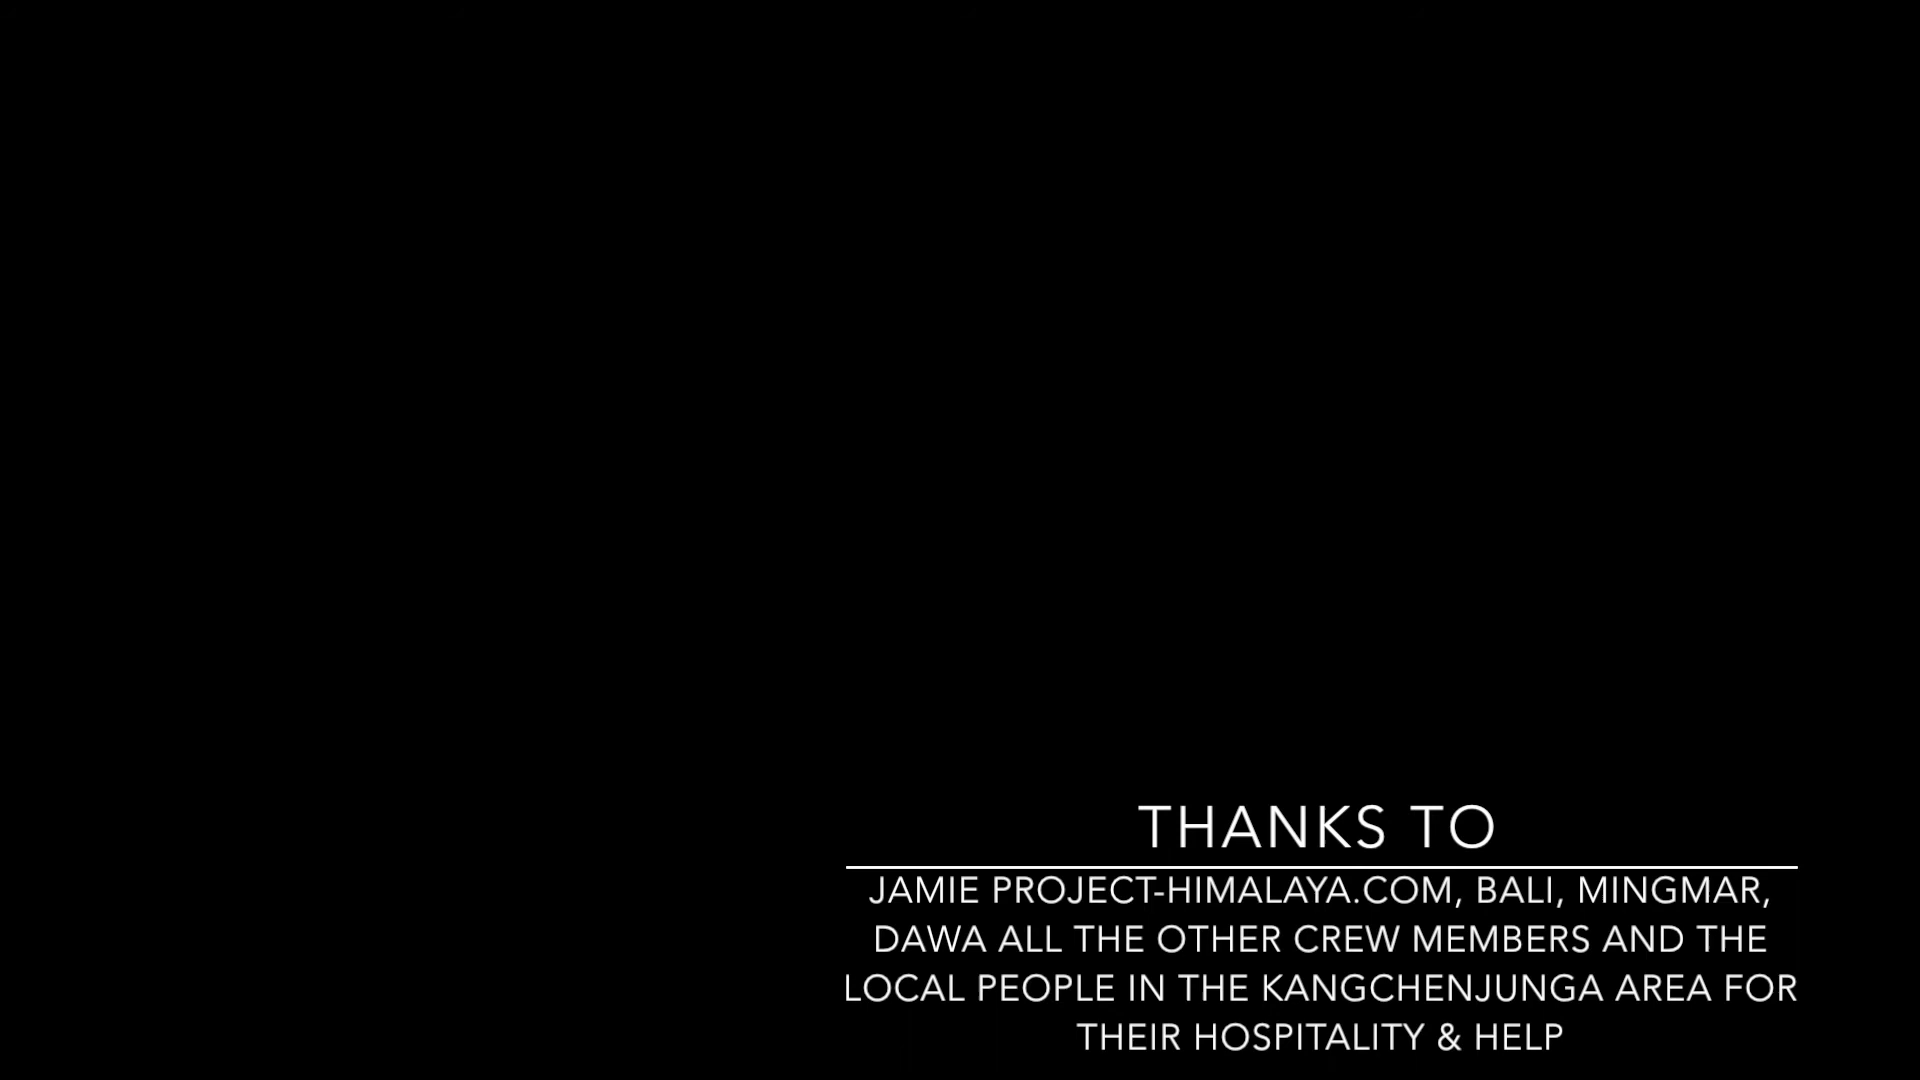 THANKS TO
JAMIE PROJECT-HIMALAYA.COM, BALI, MINGMAR,
DAWA ALL THE OTHER CREW MEMBERS AND THE
LOCAL PEOPLE IN THE KANGCHENJUNGA AREA FOR
THEIR HOSPITALITY & HELP